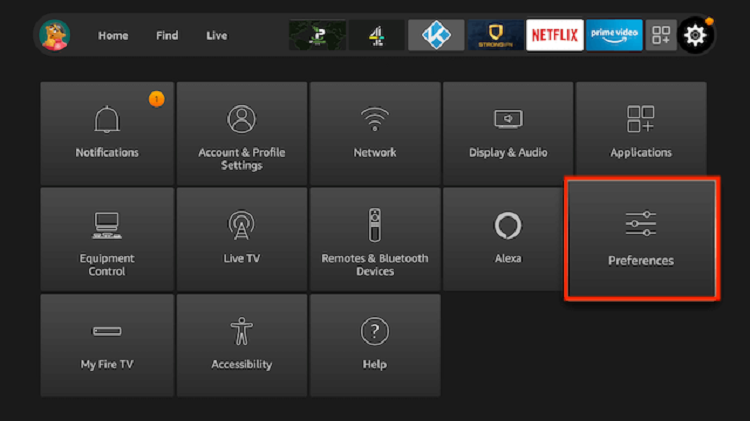 Home Find Live
4
STRONGVPN
NETFLIX
prime video
1
Notifications
Account & Profile
Settings
Network
Display & Audio
Applications
Equipment
Control
Live TV
Remotes & Bluetooth
Devices
Alexa
Preferences
My Fire TV
Accessibility
?
Help